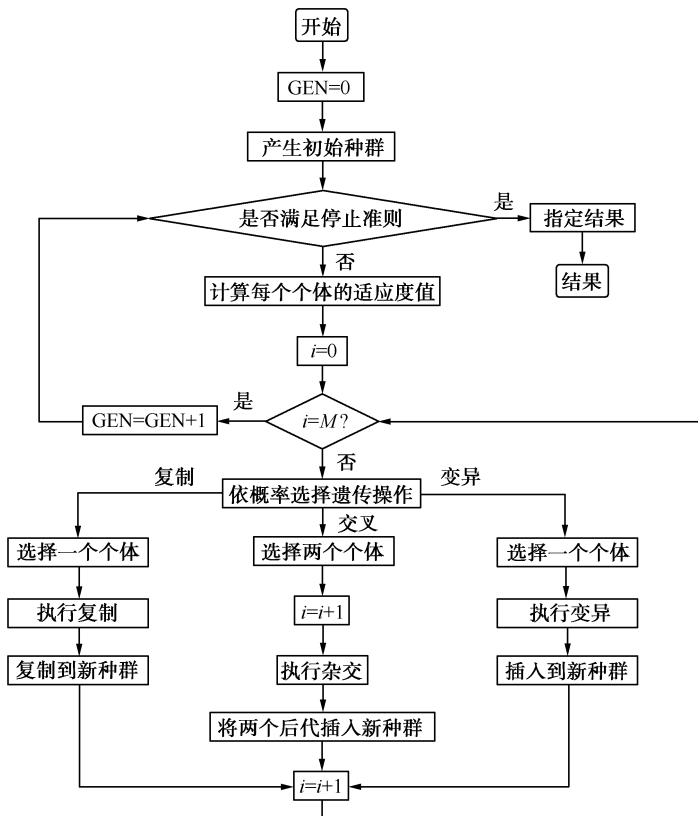 开始
GEN=0
产生初始种群
是否满足停止准则
是
指定结果
结果
否
计算每个个体的适应度值
i=0
i=M?
是
GEN=GEN+1
否
依概率选择遗传操作
复制
交叉
变异
选择一个个体
选择两个个体
选择一个个体
执行复制
i=i+1
执行变异
复制到新种群
执行杂交
插入到新种群
将两个后代插入新种群
i=i+1